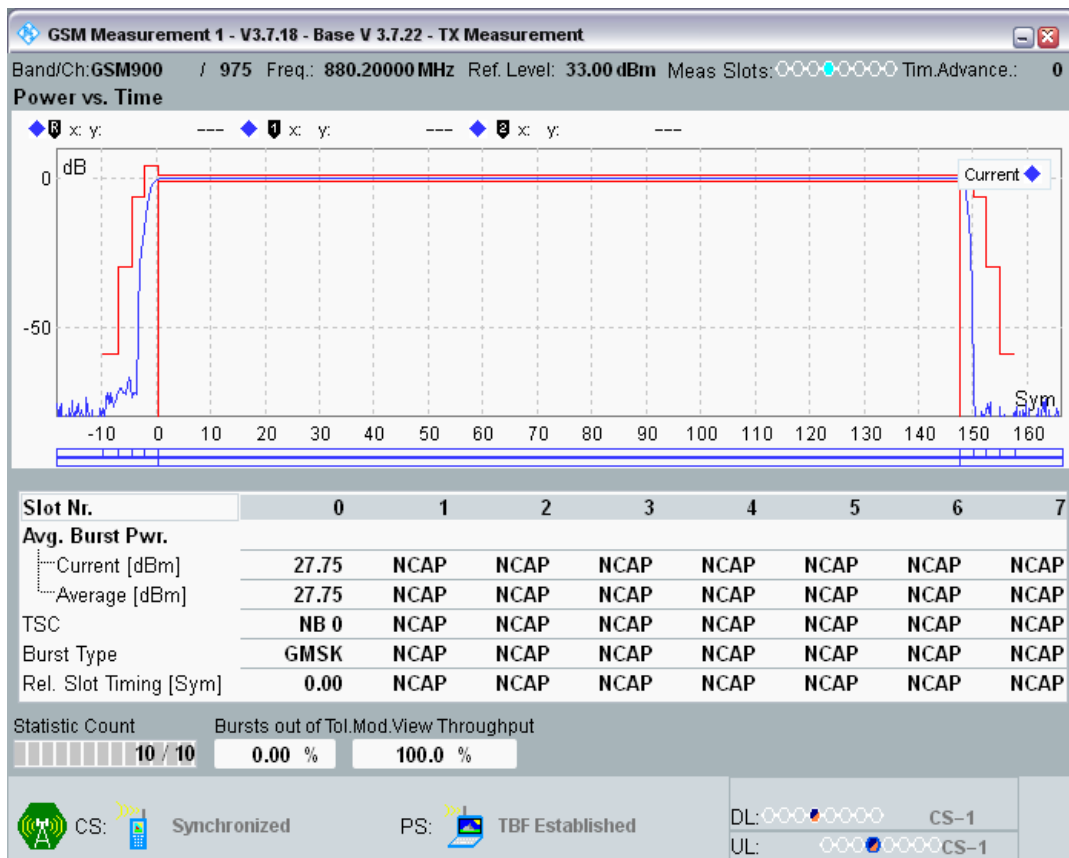 GSM Measurement 1 - V3.7.18 - Base V 3.7.22 - TX Measurement
Band/Ch:GSM900 / 975 Freq.: 880.20000 MHz Ref. Level: 33.00 dBm Meas Slots: Tim.Advance.: 0
Power vs. Time
R x: y: --- 1 x: y: --- 2 x: y: ---
dB
Current
0
-50
Sym
-10 0 10 20 30 40 50 60 70 80 90 100 110 120 130 140 150 160
Slot Nr. 0 1 2 3 4 5 6 7
Avg. Burst Pwr.
Current [dBm] 27.75 NCAP NCAP NCAP NCAP NCAP NCAP NCAP
Average [dBm] 27.75 NCAP NCAP NCAP NCAP NCAP NCAP NCAP
TSC NB 0 NCAP NCAP NCAP NCAP NCAP NCAP NCAP
Burst Type GMSK NCAP NCAP NCAP NCAP NCAP NCAP NCAP
Rel. Slot Timing [Sym] 0.00 NCAP NCAP NCAP NCAP NCAP NCAP NCAP
Statistic Count Bursts out of Tol.Mod.View Throughput
10 / 10 0.00 % 100.0 %
CS: Synchronized PS: TBF Established
DL: CS-1
UL: CS-1